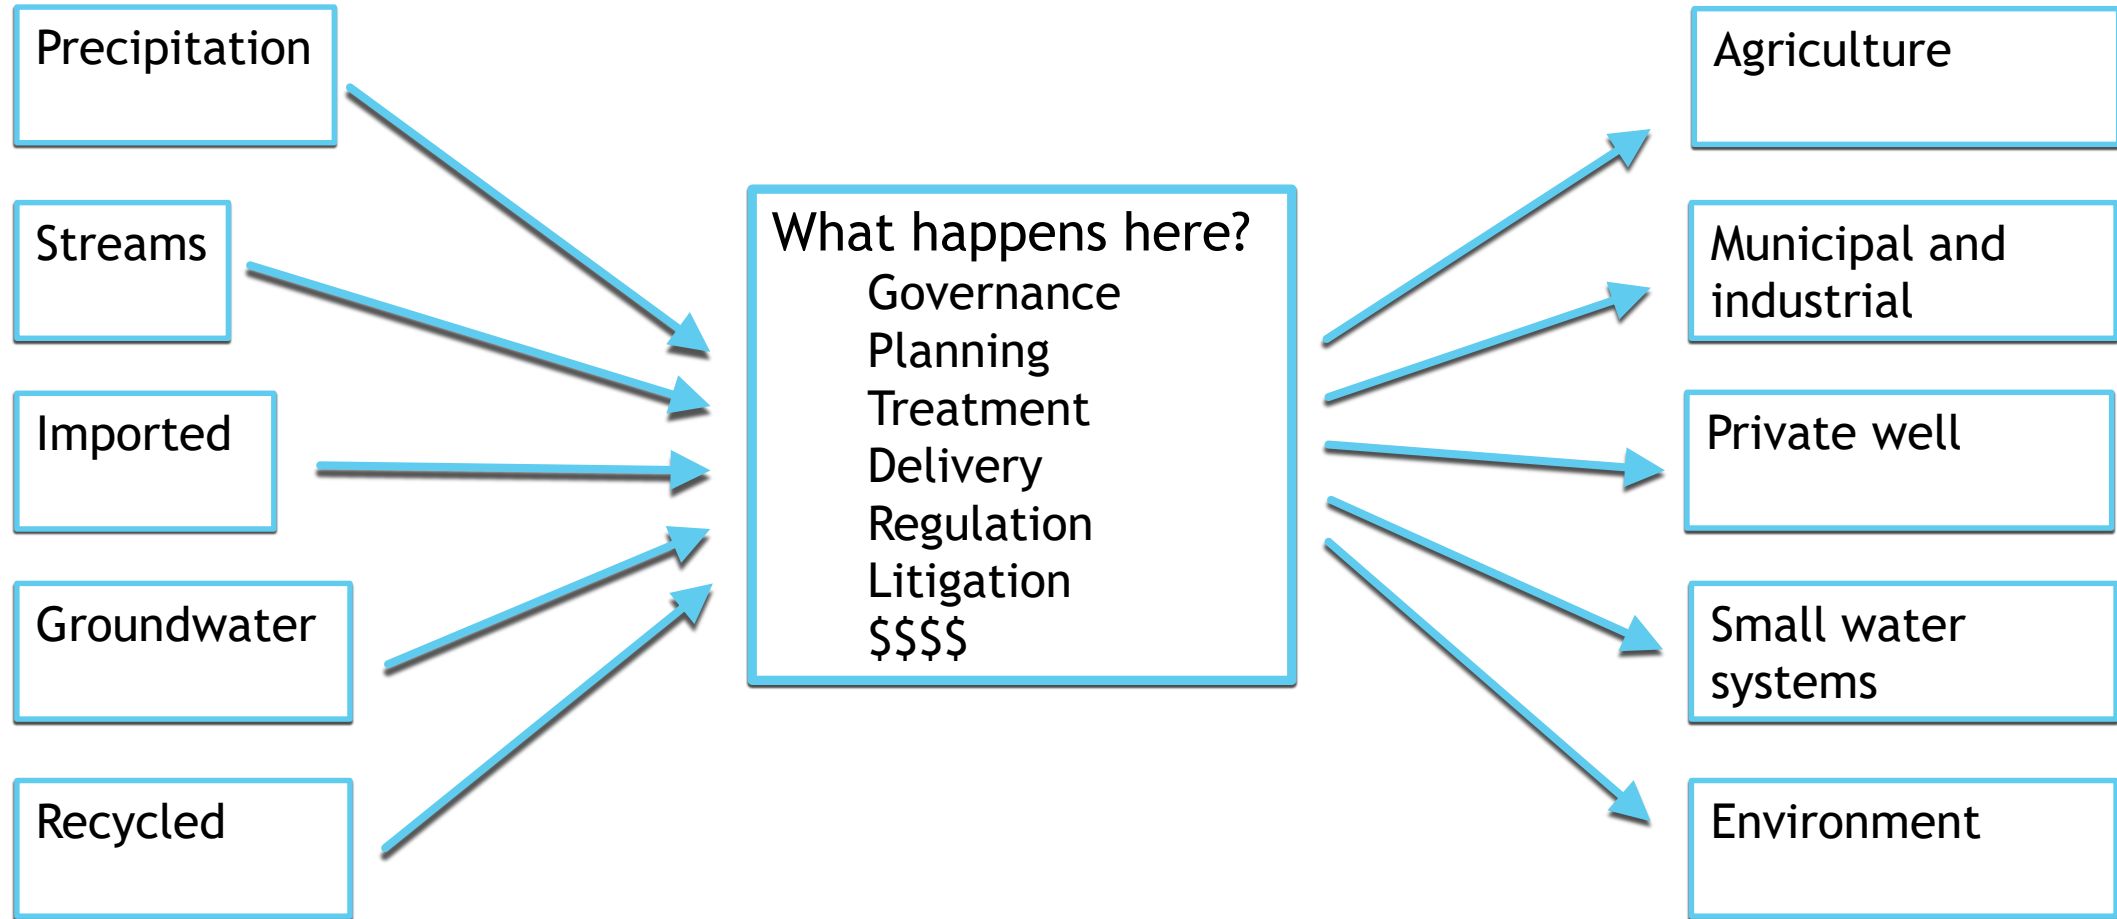 Precipitation
Streams
Imported
Groundwater
Recycled
What happens here?
Governance
Planning
Treatment
Delivery
Regulation
Litigation
$$$$
Agriculture
Municipal and
industrial
Private well
Small water
systems
Environment